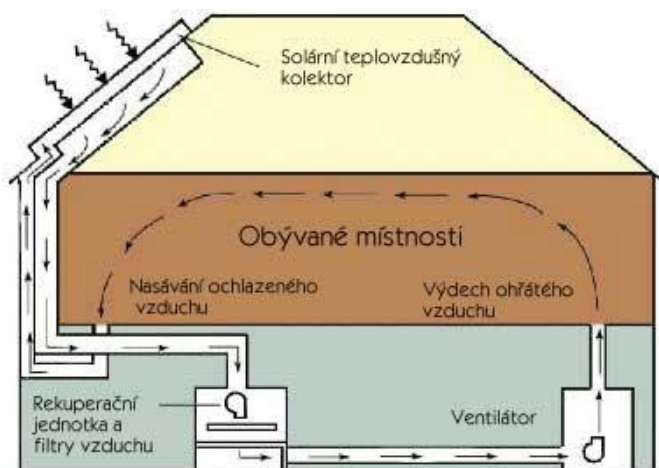 Solární teplovzdušný
kolektor
Obývané místnosti
Nasávání ochlazeného
vzduchu
Výdech ohřátého
vzduchu
Rekuperační
jednotka a
filtry vzduchu
Ventilátor